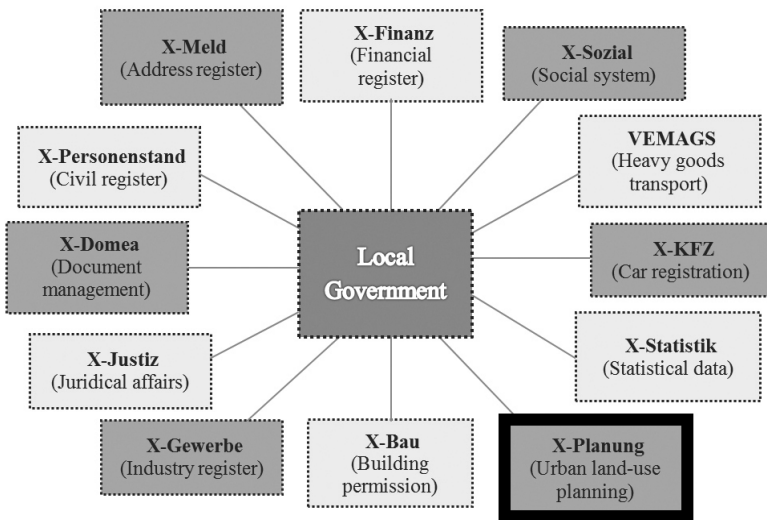 X-Meld
(Address register)
X-Finanz
(Financial
register)
X-Sozial
(Social system)
X-Personenstand
(Civil register)
VEMAGS
(Heavy goods
transport)
X-Domea
(Document
management)
Local
Government
X-KFZ
(Car registration)
X-Justiz
(Juridical affairs)
X-Statistik
(Statistical data)
X-Gewerbe
(Industry register)
X-Bau
(Building
permission)
X-Planung
(Urban land-use
planning)